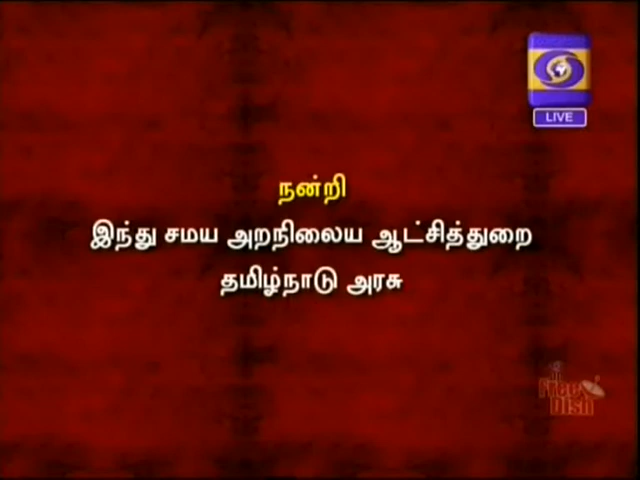 LIVE
நன்றி
இந்து சமய அறநிலைய ஆட்சித்துறை
தமிழ்நாடு அரசு
Free
Dish